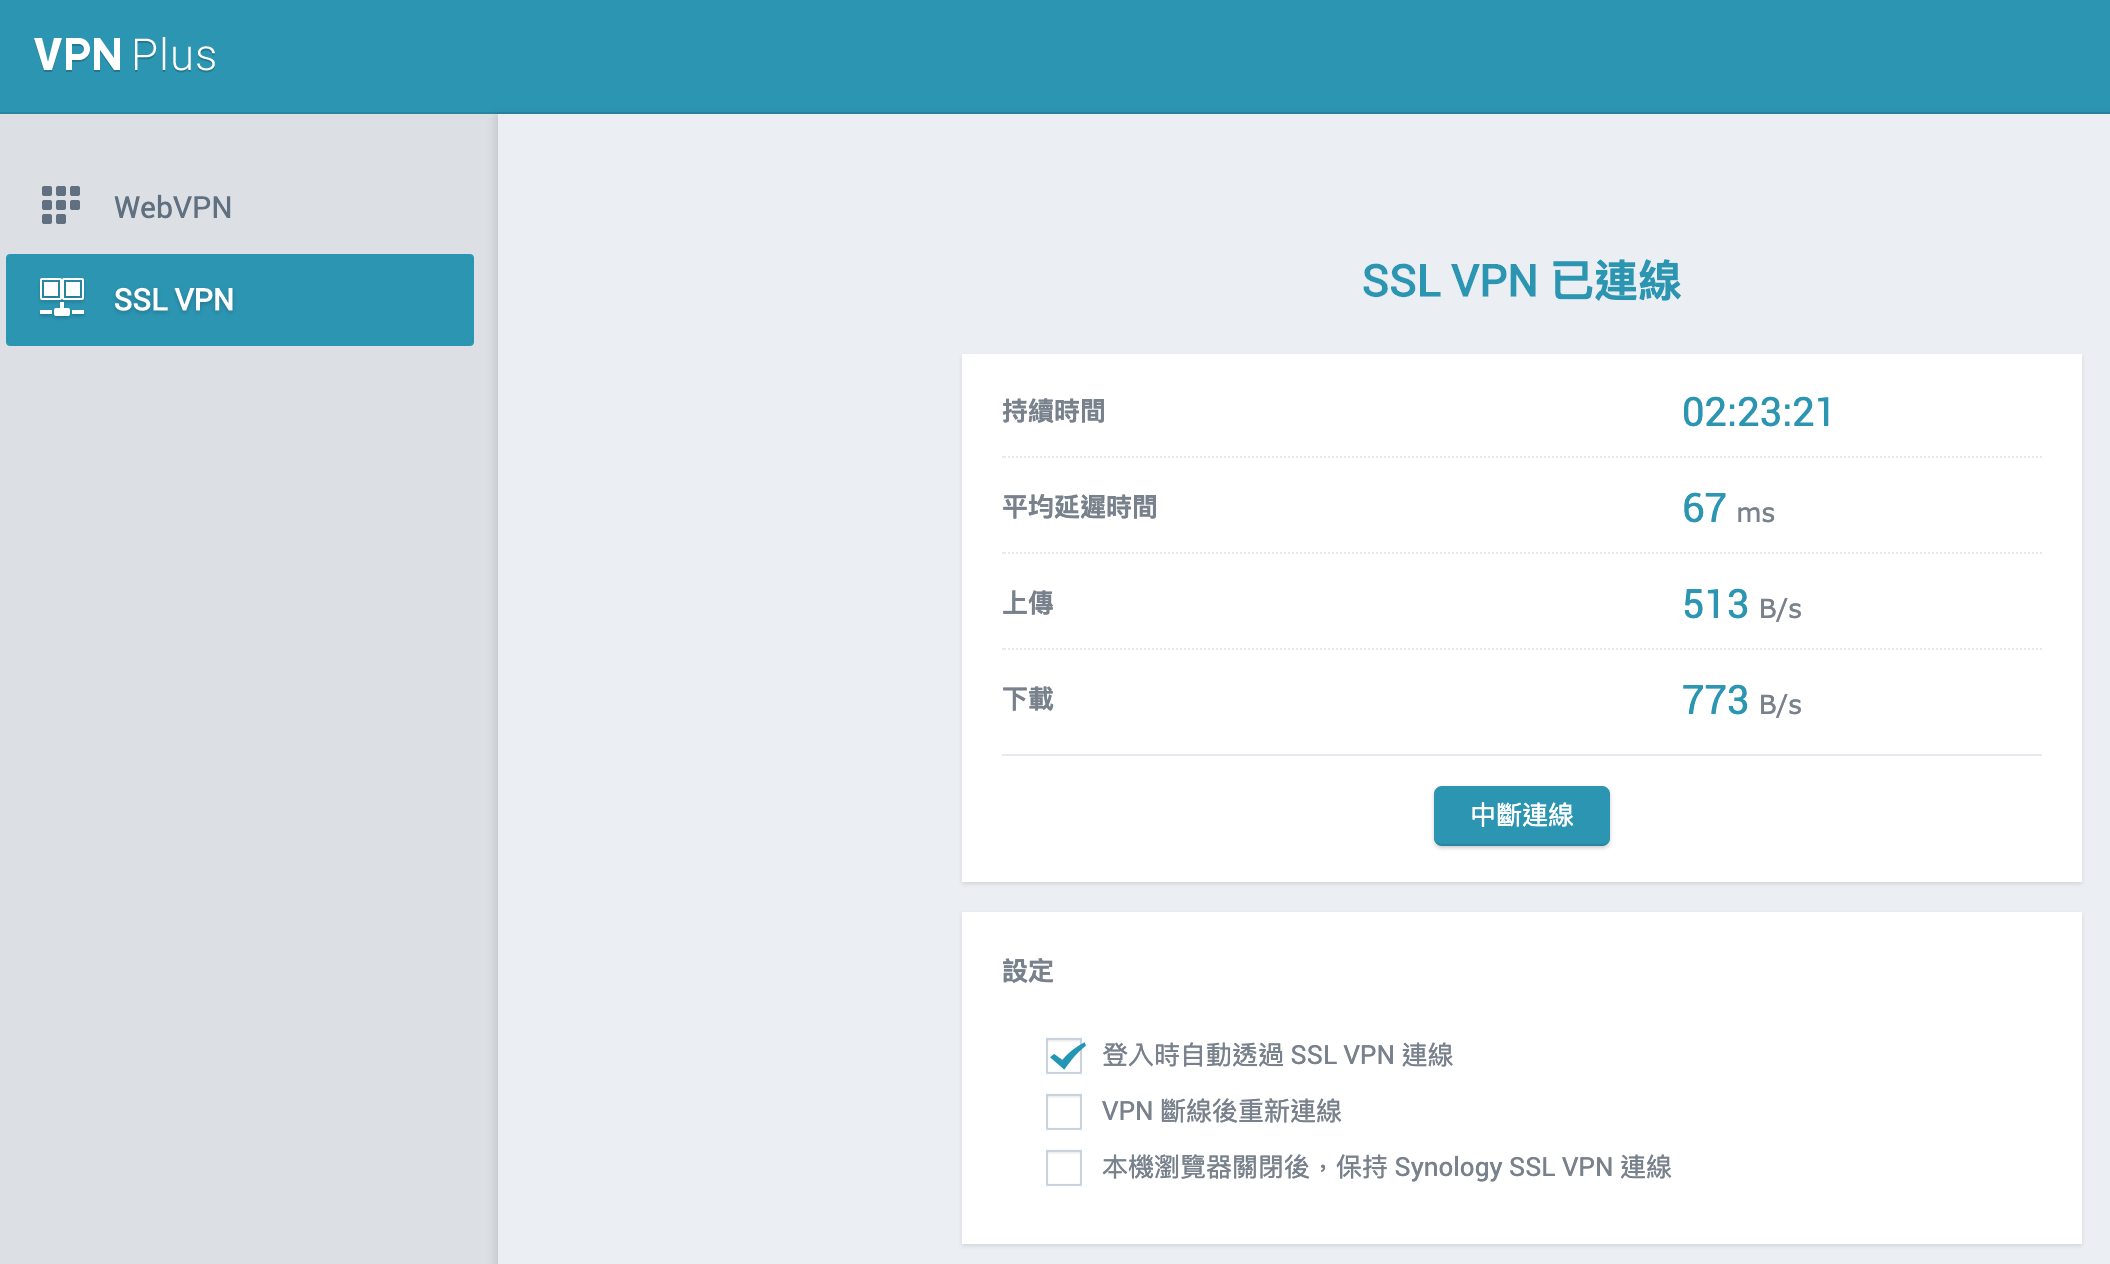 VPN Plus
WebVPN
SSL VPN
SSL VPN 已連線
持續時間 02:23:21
平均延遲時間 67 ms
上傳 513 B/s
下載 773 B/s
中斷連線
設定
登入時自動透過 SSL VPN 連線
VPN 斷線後重新連線
本機瀏覽器關閉後，保持 Synology SSL VPN 連線